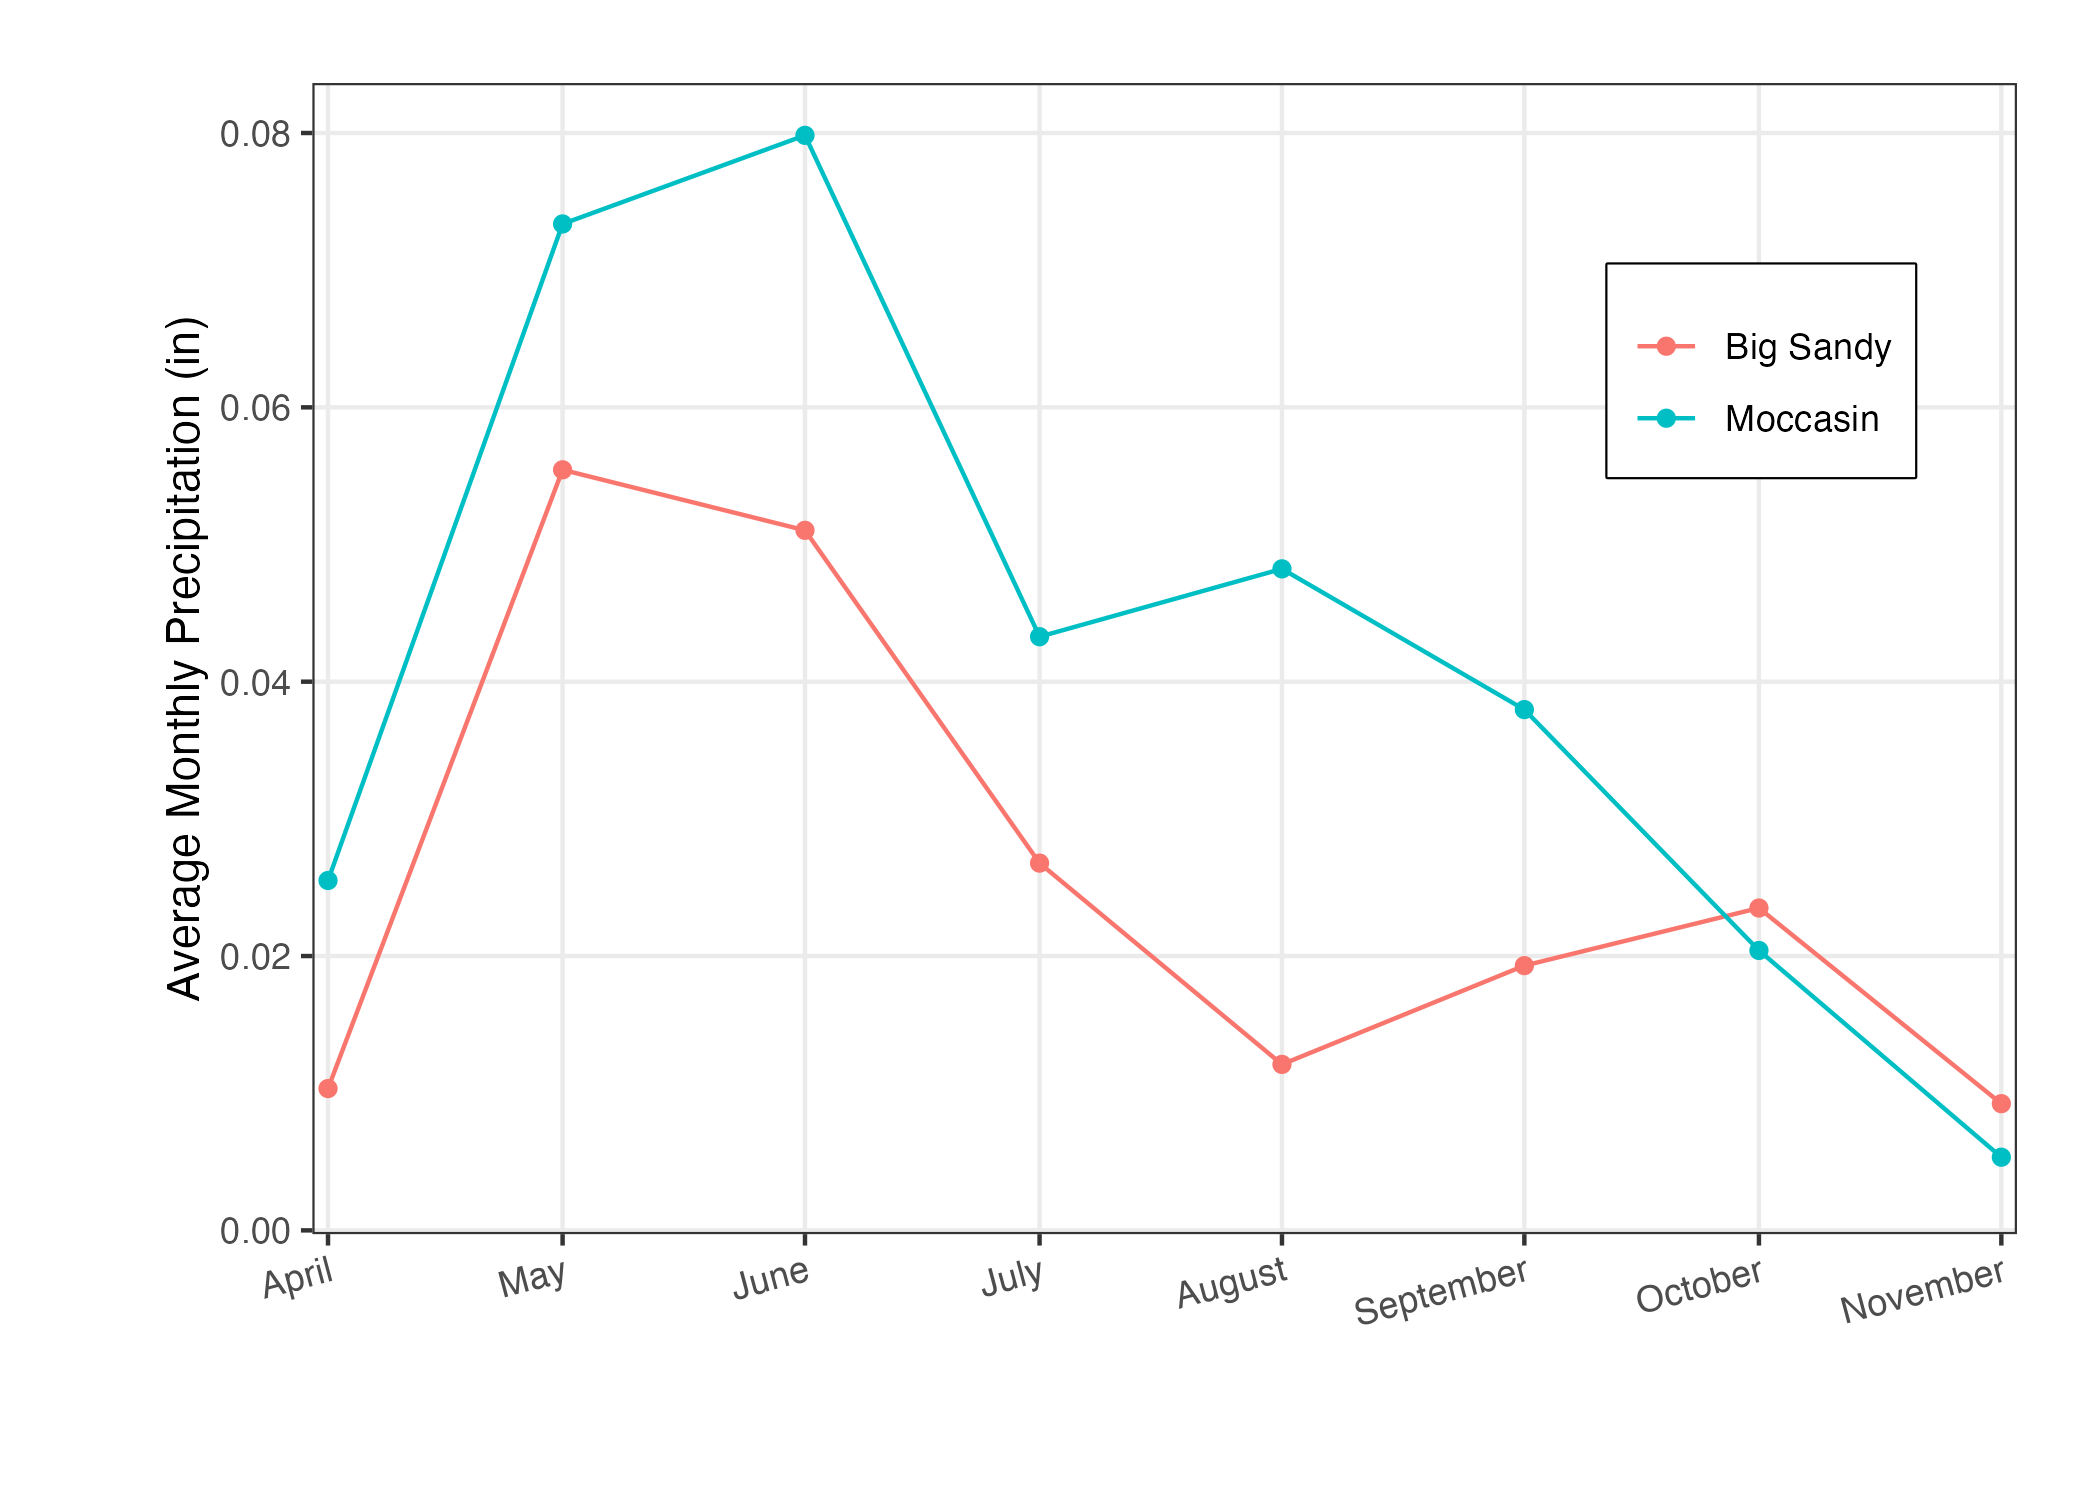 Average Monthly Precipitation (in)
0.08
0.06
0.04
0.02
0.00
Big Sandy
Moccasin
April
May
June
July
August
September
October
November